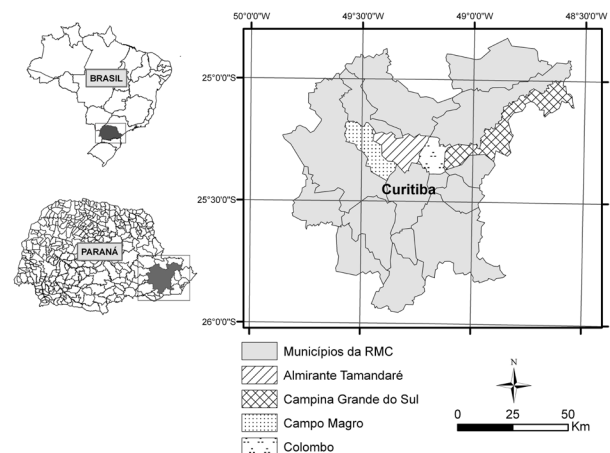 BRASIL
PARANÁ
50°0'0"O
49°30'0"O
49°0'0"O
48°30'0"O
25°0'0"S
25°30'0"S
26°0'0"S
Curitiba
Municípios da RMC
Almirante Tamandaré
Campina Grande do Sul
Campo Magro
Colombo
N
0 25 50
Km